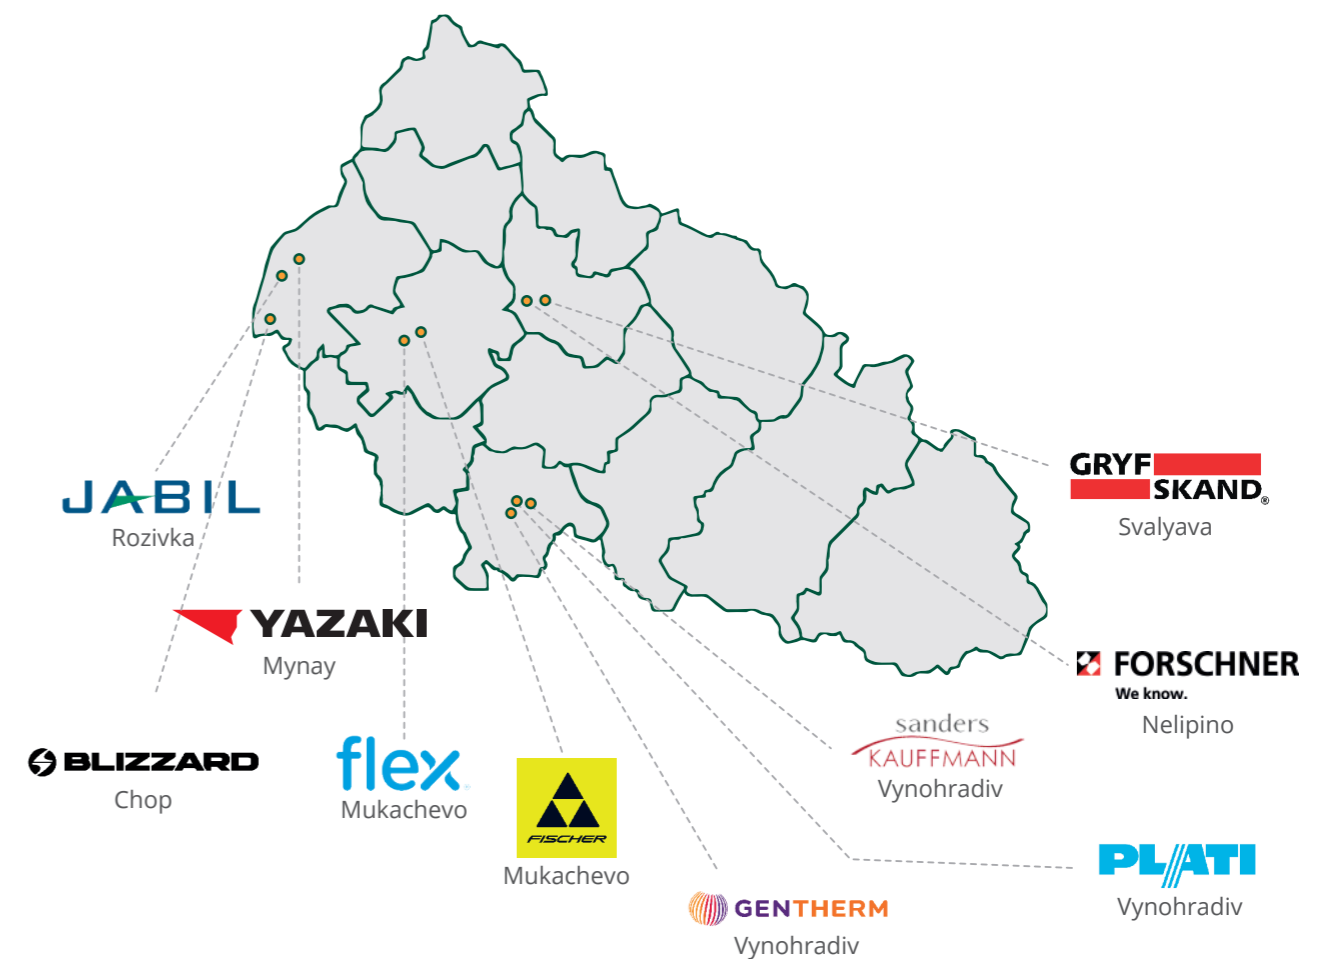 GRYF
SKAND®
Svalyava
JABIL
Rozivka
YAZAKI
Mynay
FORSCHNER
We know.
Nelipino
sanders
KAUFFMANN
Vynohradiv
BLIZZARD
Chop
flex
Mukachevo
FISCHER
Mukachevo
PLATI
Vynohradiv
GENTHERM
Vynohradiv